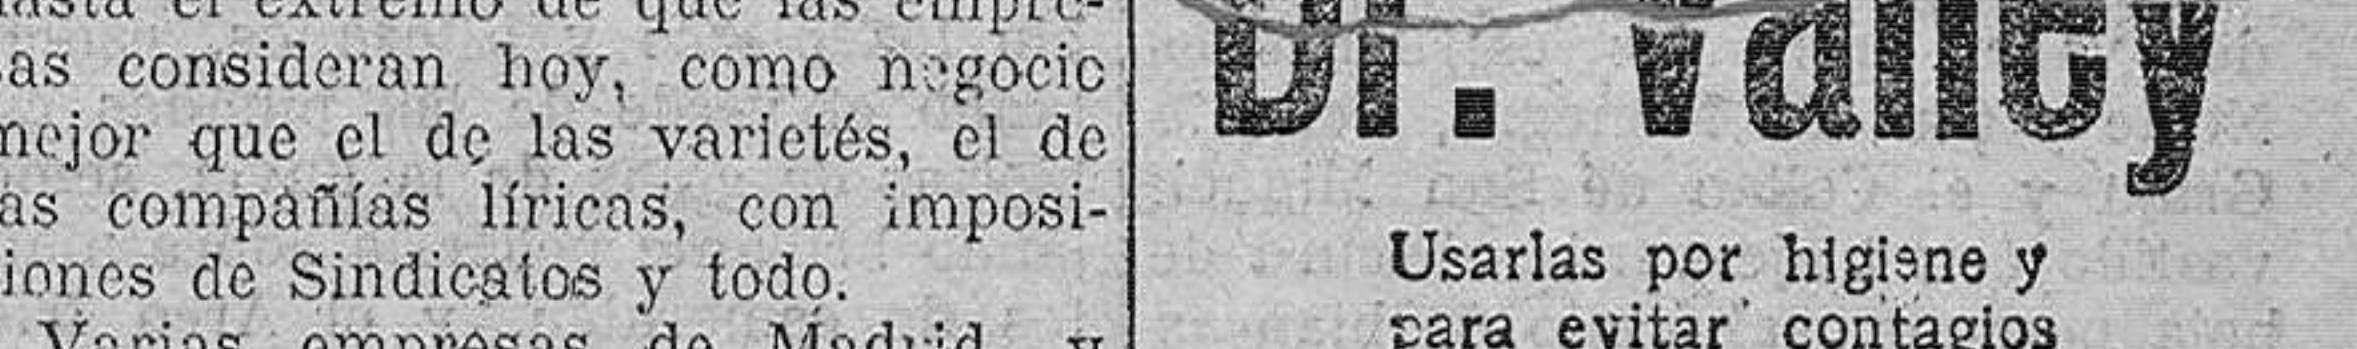 hasta el extremo de que las empre-
sas consideran hoy, como negocio
mejor que el de las varietés, el de
as compañías líricas, con imposi-
iones de Sindicatos y todo.
Varias empresas de Madrid y
Dr. Valley
Usarlas por higiene y
para evitar contagios